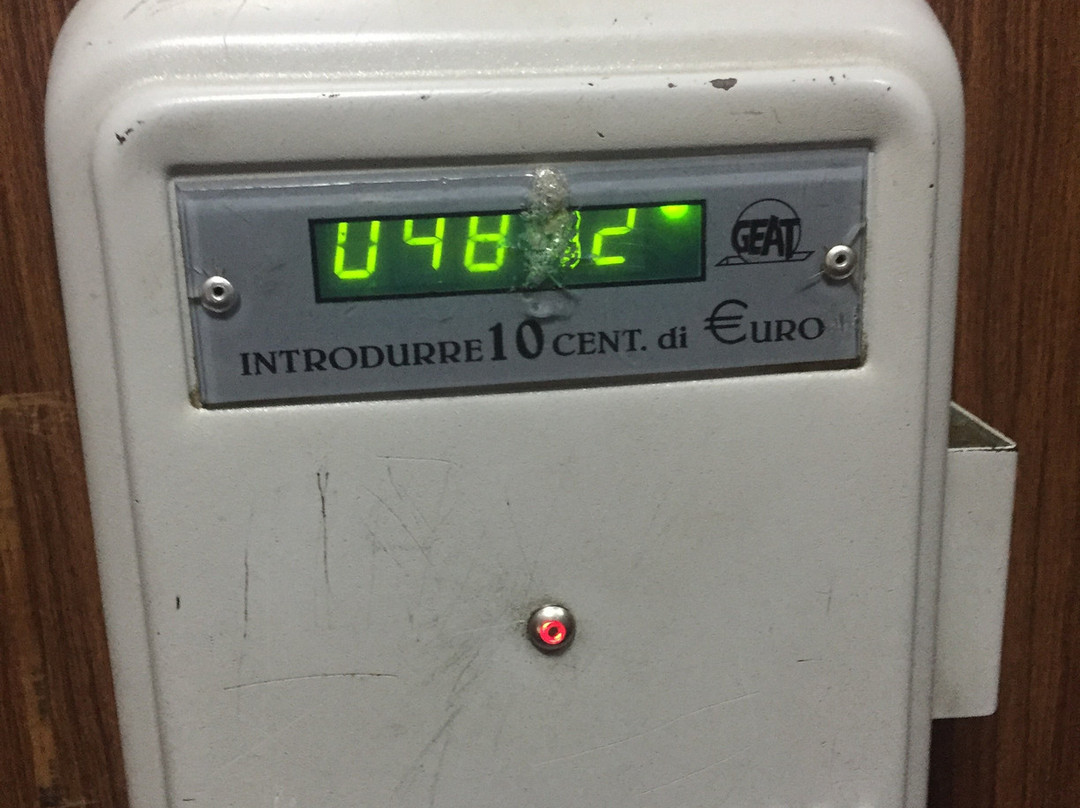 GEAT
INTRODURRE 10 CENT. di €URO